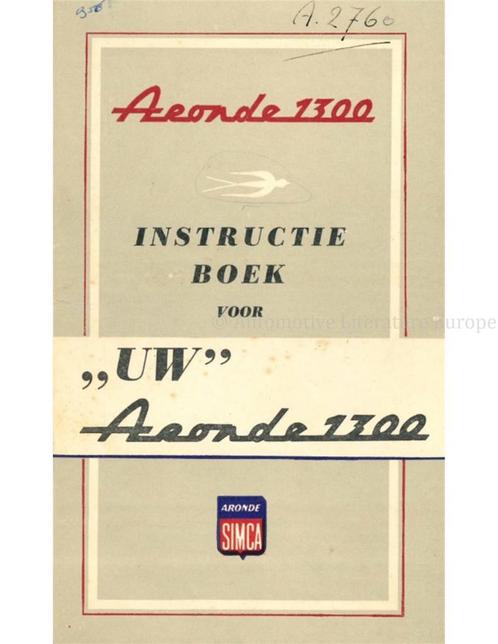 A.2760
Aronde 1300
INSTRUCTIE
BOEK
VOOR
© Automotive Literature Europe
„UW”
Aronde 1300
ARONDE
SIMCA